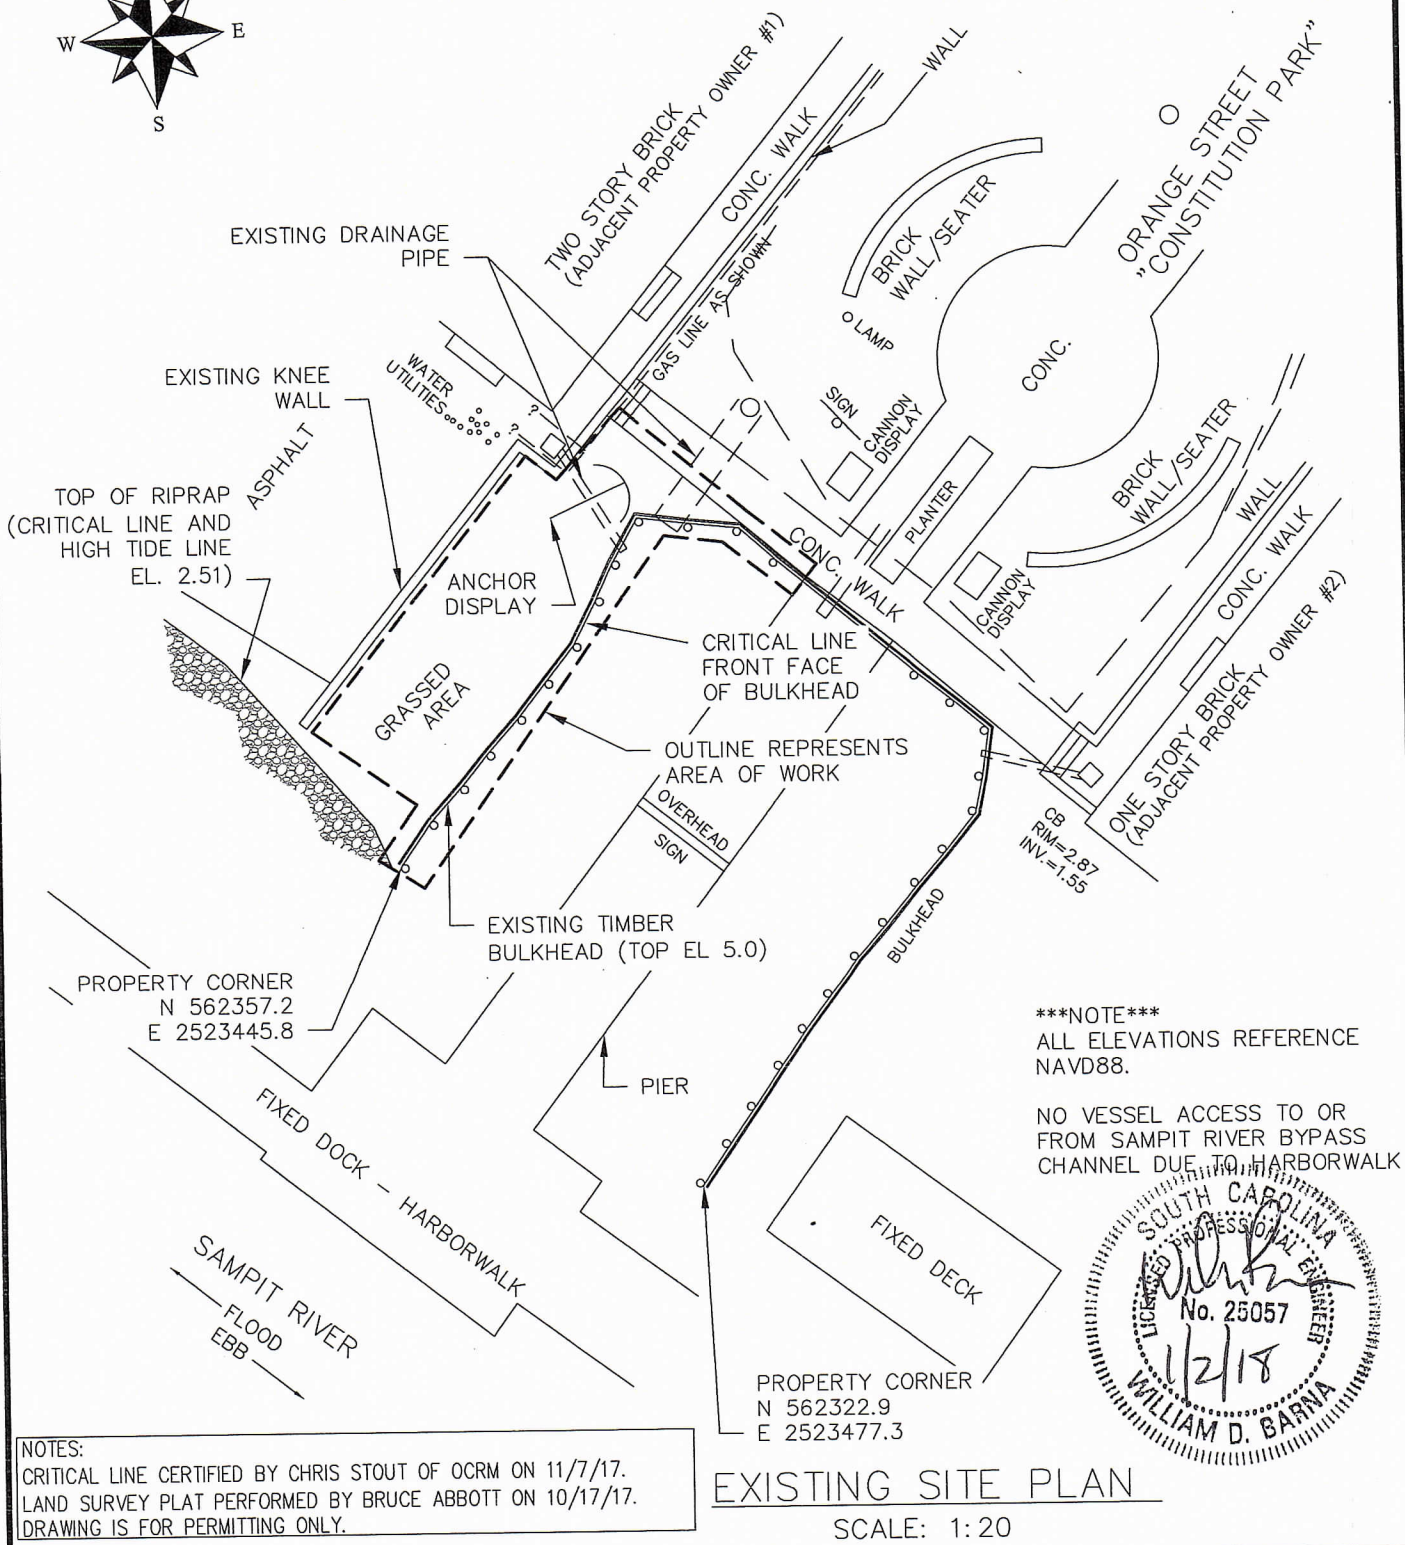 W
E
S
TWO STORY BRICK
(ADJACENT PROPERTY OWNER #1)
CONC. WALK
WALL
ORANGE STREET
"CONSTITUTION PARK"
BRICK
WALL/SEATER
EXISTING DRAINAGE
PIPE
GAS LINE AS SHOWN
LAMP
CONC.
EXISTING KNEE
WALL
WATER
UTILITIES
?
?
SIGN
CANNON
DISPLAY
BRICK
WALL/SEATER
ASPHALT
TOP OF RIPRAP
(CRITICAL LINE AND
HIGH TIDE LINE
EL. 2.51)
PLANTER
WALL
CONC. WALK
CONC. WALK
ANCHOR
DISPLAY
CANNON
DISPLAY
CRITICAL LINE
FRONT FACE
OF BULKHEAD
GRASSED
AREA
OUTLINE REPRESENTS
AREA OF WORK
ONE STORY BRICK
(ADJACENT PROPERTY OWNER #2)
OVERHEAD
SIGN
CB
RIM=2.87
INV.=1.55
EXISTING TIMBER
BULKHEAD (TOP EL 5.0)
BULKHEAD
PROPERTY CORNER
N 562357.2
E 2523445.8
***NOTE***
ALL ELEVATIONS REFERENCE
NAVD88.
PIER
NO VESSEL ACCESS TO OR
FROM SAMPIT RIVER BYPASS
CHANNEL DUE TO HARBORWALK
FIXED DOCK - HARBORWALK
SOUTH CAROLINA
LICENSED PROFESSIONAL ENGINEER
No. 25057
1/2/18
WILLIAM D. BARNA
FIXED DECK
SAMPIT RIVER
FLOOD
EBB
PROPERTY CORNER
N 562322.9
E 2523477.3
NOTES:
CRITICAL LINE CERTIFIED BY CHRIS STOUT OF OCRM ON 11/7/17.
LAND SURVEY PLAT PERFORMED BY BRUCE ABBOTT ON 10/17/17.
DRAWING IS FOR PERMITTING ONLY.
EXISTING SITE PLAN
SCALE: 1:20